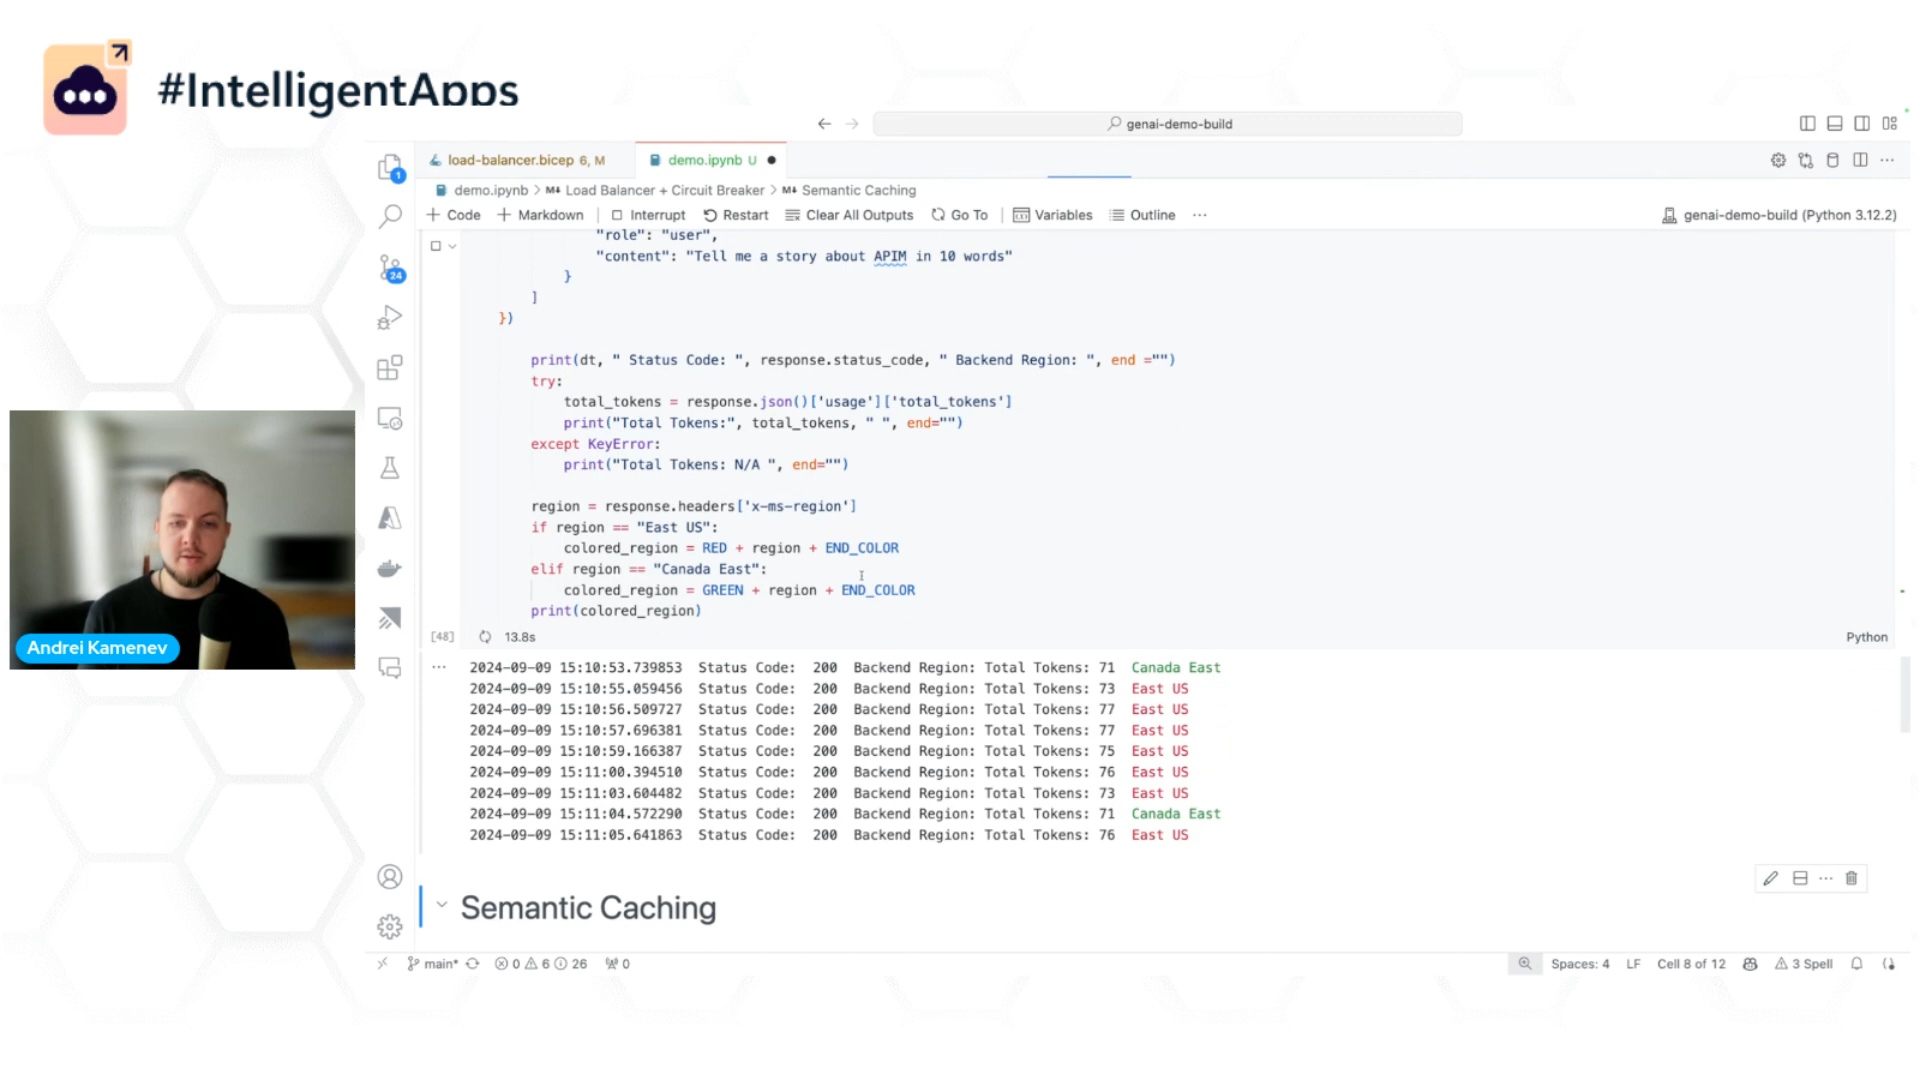 #IntelligentApps
genai-demo-build
load-balancer.bicep 6, M
demo.ipynb U
demo.ipynb > M↓ Load Balancer + Circuit Breaker > M↓ Semantic Caching
+ Code + Markdown Interrupt Restart Clear All Outputs Go To Variables Outline ...
genai-demo-build (Python 3.12.2)
1
24
"role": "user",
"content": "Tell me a story about APIM in 10 words"
}
]
})
print(dt, " Status Code: ", response.status_code, " Backend Region: ", end ="")
try:
total_tokens = response.json()['usage']['total_tokens']
print("Total Tokens:", total_tokens, " ", end="")
except KeyError:
print("Total Tokens: N/A ", end="")
region = response.headers['x-ms-region']
if region == "East US":
colored_region = RED + region + END_COLOR
elif region == "Canada East":
colored_region = GREEN + region + END_COLOR
print(colored_region)
[48] 13.8s
Python
2024-09-09 15:10:53.739853 Status Code: 200 Backend Region: Total Tokens: 71 Canada East
2024-09-09 15:10:55.059456 Status Code: 200 Backend Region: Total Tokens: 73 East US
2024-09-09 15:10:56.509727 Status Code: 200 Backend Region: Total Tokens: 77 East US
2024-09-09 15:10:57.696381 Status Code: 200 Backend Region: Total Tokens: 77 East US
2024-09-09 15:10:59.166387 Status Code: 200 Backend Region: Total Tokens: 75 East US
2024-09-09 15:11:00.394510 Status Code: 200 Backend Region: Total Tokens: 76 East US
2024-09-09 15:11:03.604482 Status Code: 200 Backend Region: Total Tokens: 73 East US
2024-09-09 15:11:04.572290 Status Code: 200 Backend Region: Total Tokens: 71 Canada East
2024-09-09 15:11:05.641863 Status Code: 200 Backend Region: Total Tokens: 76 East US
Semantic Caching
Andrei Kamenev
main* 0 6 26 0
Spaces: 4 LF Cell 8 of 12 3 Spell